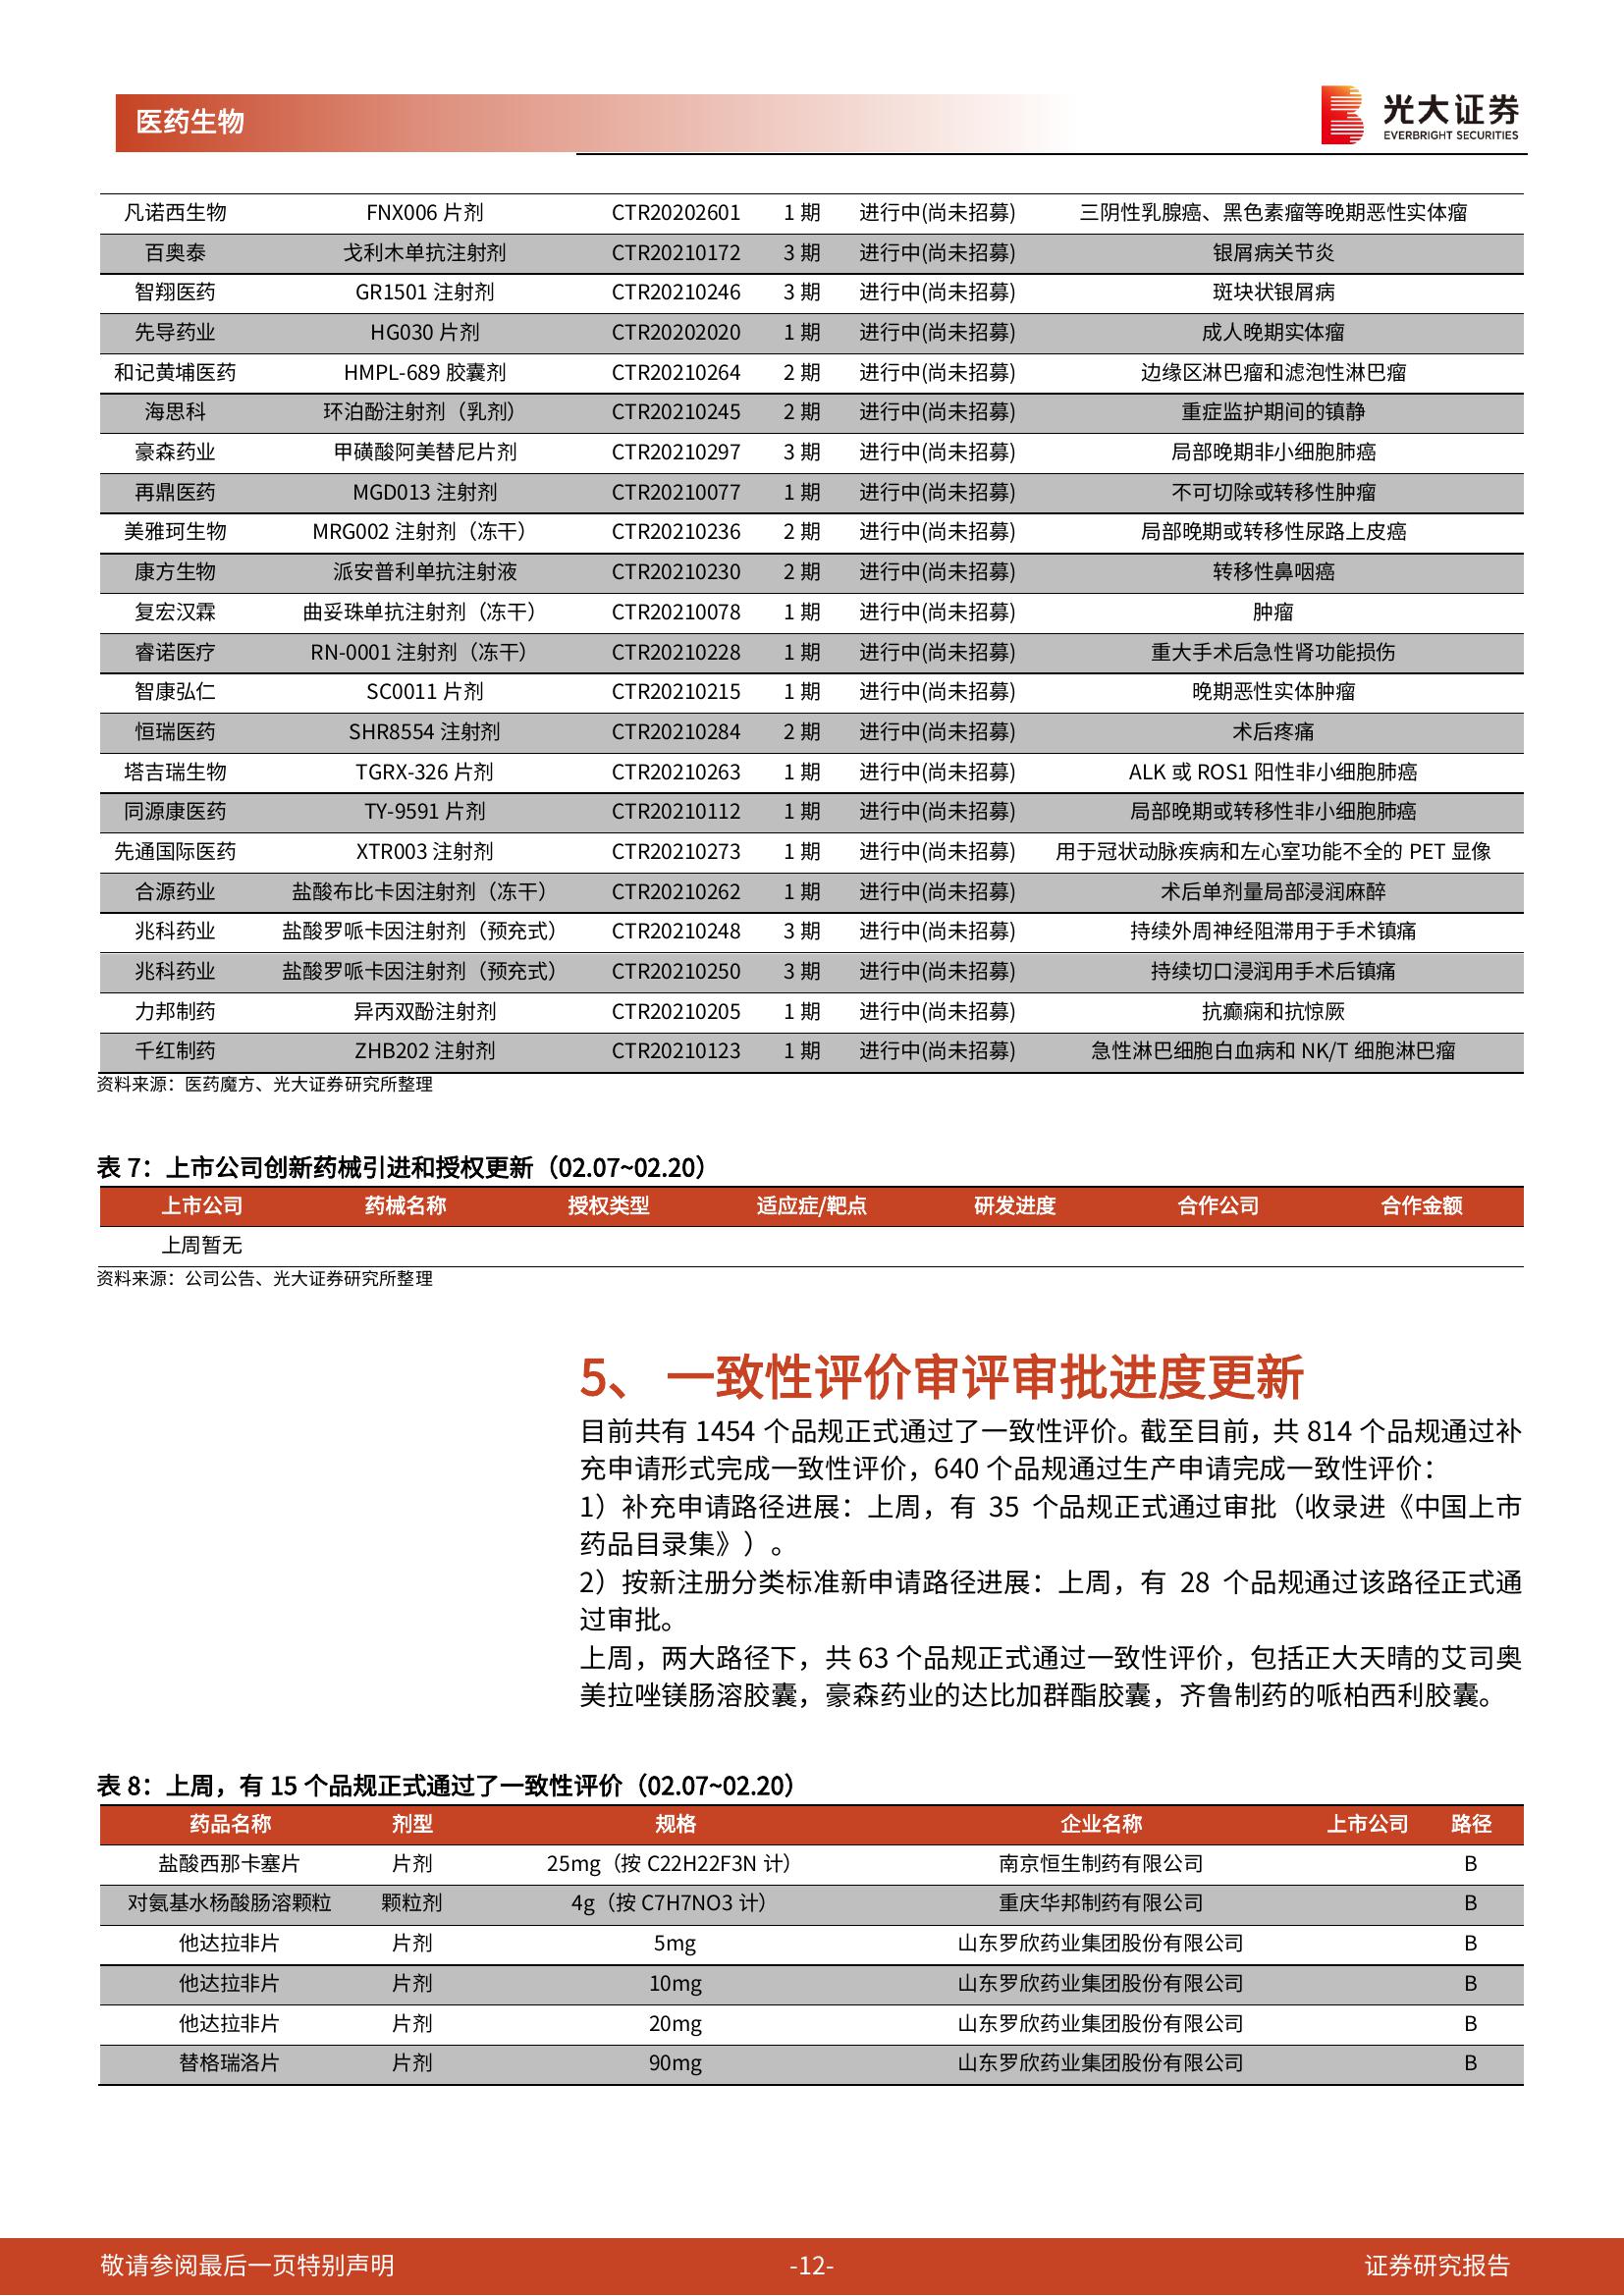 医药生物
光大证券
EVERBRIGHT SECURITIES
凡诺西生物 FNX006 片剂 CTR20202601 1 期 进行中(尚未招募) 三阴性乳腺癌、黑色素瘤等晚期恶性实体瘤
百奥泰 戈利木单抗注射剂 CTR20210172 3 期 进行中(尚未招募) 银屑病关节炎
智翔医药 GR1501 注射剂 CTR20210246 3 期 进行中(尚未招募) 斑块状银屑病
先导药业 HG030 片剂 CTR20202020 1 期 进行中(尚未招募) 成人晚期实体瘤
和记黄埔医药 HMPL-689 胶囊剂 CTR20210264 2 期 进行中(尚未招募) 边缘区淋巴瘤和滤泡性淋巴瘤
海思科 环泊酚注射剂（乳剂） CTR20210245 2 期 进行中(尚未招募) 重症监护期间的镇静
豪森药业 甲磺酸阿美替尼片剂 CTR20210297 3 期 进行中(尚未招募) 局部晚期非小细胞肺癌
再鼎医药 MGD013 注射剂 CTR20210077 1 期 进行中(尚未招募) 不可切除或转移性肿瘤
美雅珂生物 MRG002 注射剂（冻干） CTR20210236 2 期 进行中(尚未招募) 局部晚期或转移性尿路上皮癌
康方生物 派安普利单抗注射液 CTR20210230 2 期 进行中(尚未招募) 转移性鼻咽癌
复宏汉霖 曲妥珠单抗注射剂（冻干） CTR20210078 1 期 进行中(尚未招募) 肿瘤
睿诺医疗 RN-0001 注射剂（冻干） CTR20210228 1 期 进行中(尚未招募) 重大手术后急性肾功能损伤
智康弘仁 SC0011 片剂 CTR20210215 1 期 进行中(尚未招募) 晚期恶性实体肿瘤
恒瑞医药 SHR8554 注射剂 CTR20210284 2 期 进行中(尚未招募) 术后疼痛
塔吉瑞生物 TGRX-326 片剂 CTR20210263 1 期 进行中(尚未招募) ALK 或 ROS1 阳性非小细胞肺癌
同源康医药 TY-9591 片剂 CTR20210112 1 期 进行中(尚未招募) 局部晚期或转移性非小细胞肺癌
先通国际医药 XTR003 注射剂 CTR20210273 1 期 进行中(尚未招募) 用于冠状动脉疾病和左心室功能不全的 PET 显像
合源药业 盐酸布比卡因注射剂（冻干） CTR20210262 1 期 进行中(尚未招募) 术后单剂量局部浸润麻醉
兆科药业 盐酸罗哌卡因注射剂（预充式） CTR20210248 3 期 进行中(尚未招募) 持续外周神经阻滞用于手术镇痛
兆科药业 盐酸罗哌卡因注射剂（预充式） CTR20210250 3 期 进行中(尚未招募) 持续切口浸润用手术后镇痛
力邦制药 异丙双酚注射剂 CTR20210205 1 期 进行中(尚未招募) 抗癫痫和抗惊厥
千红制药 ZHB202 注射剂 CTR20210123 1 期 进行中(尚未招募) 急性淋巴细胞白血病和 NK/T 细胞淋巴瘤
资料来源：医药魔方、光大证券研究所整理
表 7：上市公司创新药械引进和授权更新（02.07~02.20）
上市公司 药械名称 授权类型 适应症/靶点 研发进度 合作公司 合作金额
上周暂无
资料来源：公司公告、光大证券研究所整理
5、 一致性评价审评审批进度更新
目前共有 1454 个品规正式通过了一致性评价。截至目前，共 814 个品规通过补
充申请形式完成一致性评价，640 个品规通过生产申请完成一致性评价：
1）补充申请路径进展：上周，有 35 个品规正式通过审批（收录进《中国上市
药品目录集》）。
2）按新注册分类标准新申请路径进展：上周，有 28 个品规通过该路径正式通
过审批。
上周，两大路径下，共 63 个品规正式通过一致性评价，包括正大天晴的艾司奥
美拉唑镁肠溶胶囊，豪森药业的达比加群酯胶囊，齐鲁制药的哌柏西利胶囊。
表 8：上周，有 15 个品规正式通过了一致性评价（02.07~02.20）
药品名称 剂型 规格 企业名称 上市公司 路径
盐酸西那卡塞片 片剂 25mg（按 C22H22F3N 计） 南京恒生制药有限公司 B
对氨基水杨酸肠溶颗粒 颗粒剂 4g（按 C7H7NO3 计） 重庆华邦制药有限公司 B
他达拉非片 片剂 5mg 山东罗欣药业集团股份有限公司 B
他达拉非片 片剂 10mg 山东罗欣药业集团股份有限公司 B
他达拉非片 片剂 20mg 山东罗欣药业集团股份有限公司 B
替格瑞洛片 片剂 90mg 山东罗欣药业集团股份有限公司 B
敬请参阅最后一页特别声明 -12- 证券研究报告